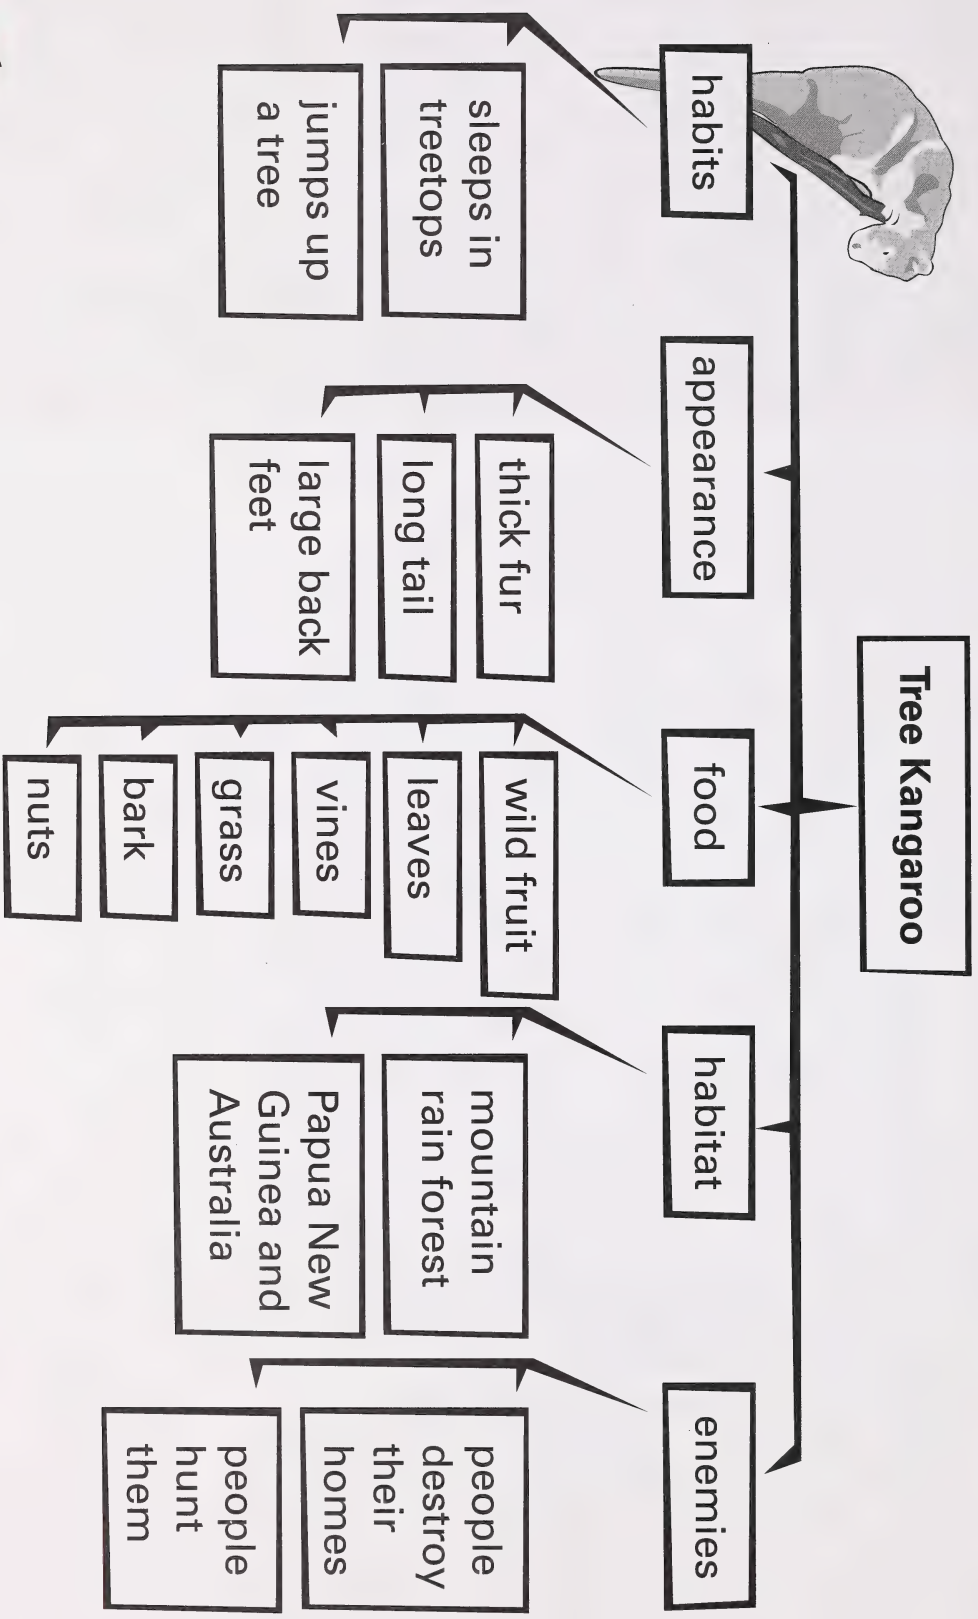 Tree Kangaroo
habits
sleeps in
treetops
jumps up
a tree
appearance
thick fur
long tail
large back
feet
food
wild fruit
leaves
vines
grass
bark
nuts
habitat
mountain
rain forest
Papua New
Guinea and
Australia
enemies
people
destroy
their
homes
people
hunt
them